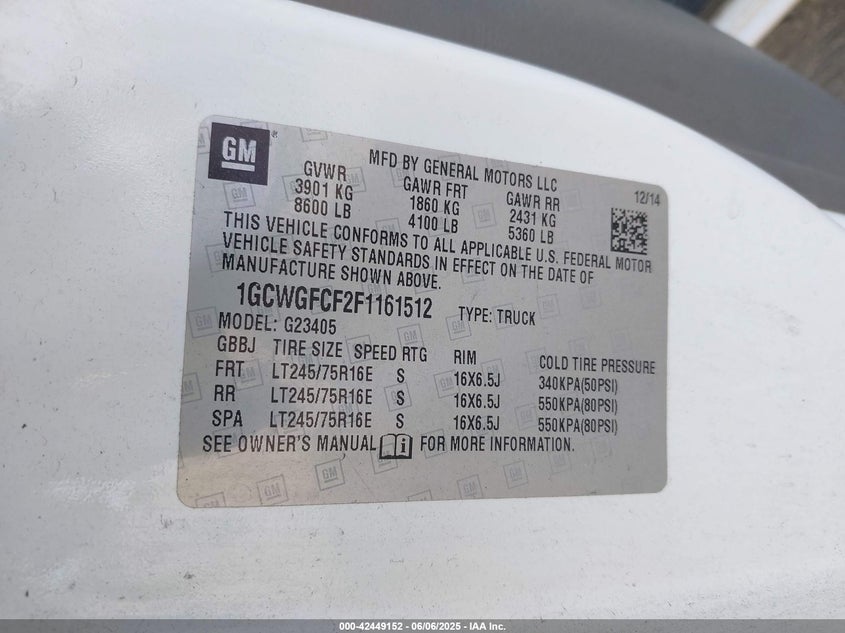 GM
MFD BY GENERAL MOTORS LLC
12/14
GVWR GAWR FRT GAWR RR
3901 KG 1860 KG 2431 KG
8600 LB 4100 LB 5360 LB
THIS VEHICLE CONFORMS TO ALL APPLICABLE U.S. FEDERAL MOTOR
VEHICLE SAFETY STANDARDS IN EFFECT ON THE DATE OF
MANUFACTURE SHOWN ABOVE.
1GCWGFCF2F1161512 TYPE: TRUCK
MODEL: G23405
GBBJ TIRE SIZE SPEED RTG RIM COLD TIRE PRESSURE
FRT LT245/75R16E S 16X6.5J 340KPA(50PSI)
RR LT245/75R16E S 16X6.5J 550KPA(80PSI)
SPA LT245/75R16E S 16X6.5J 550KPA(80PSI)
SEE OWNER'S MANUAL FOR MORE INFORMATION.
000-42449152 - 06/06/2025 - IAA Inc.